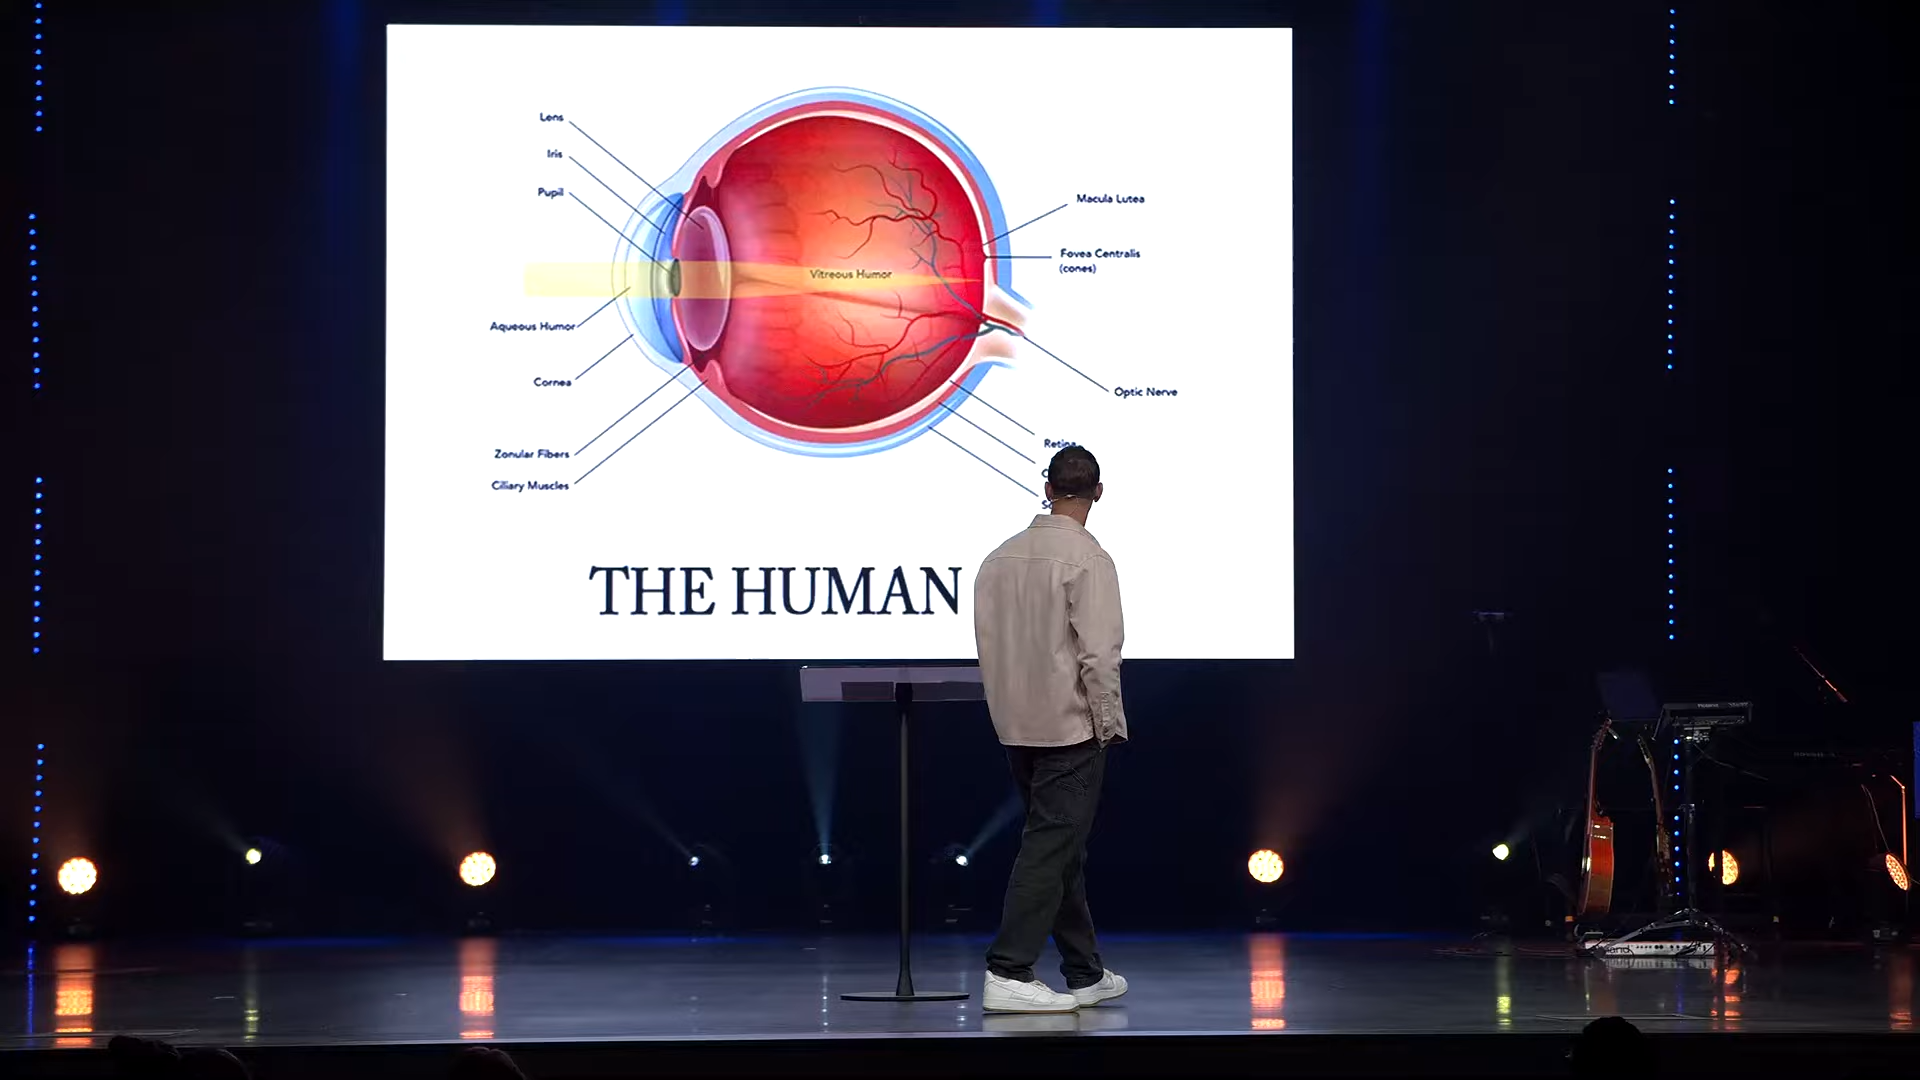 Lens
Iris
Pupil
Macula Lutea
Fovea Centralis
(cones)
Vitreous Humor
Aqueous Humor
Cornea
Optic Nerve
Retina
Zonular Fibers
Ciliary Muscles
THE HUMAN